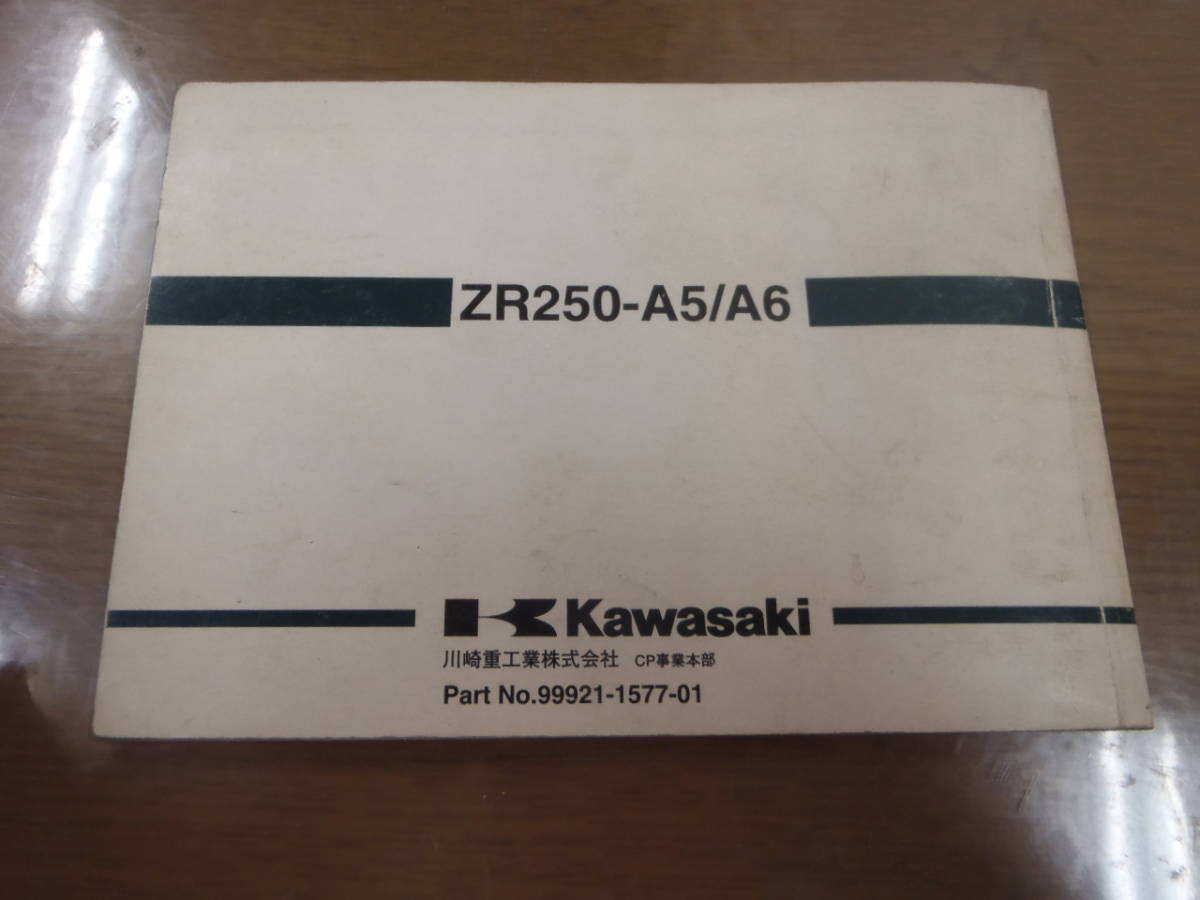 ZR250-A5/A6
Kawasaki
川崎重工業株式会社 CP事業本部
Part No.99921-1577-01